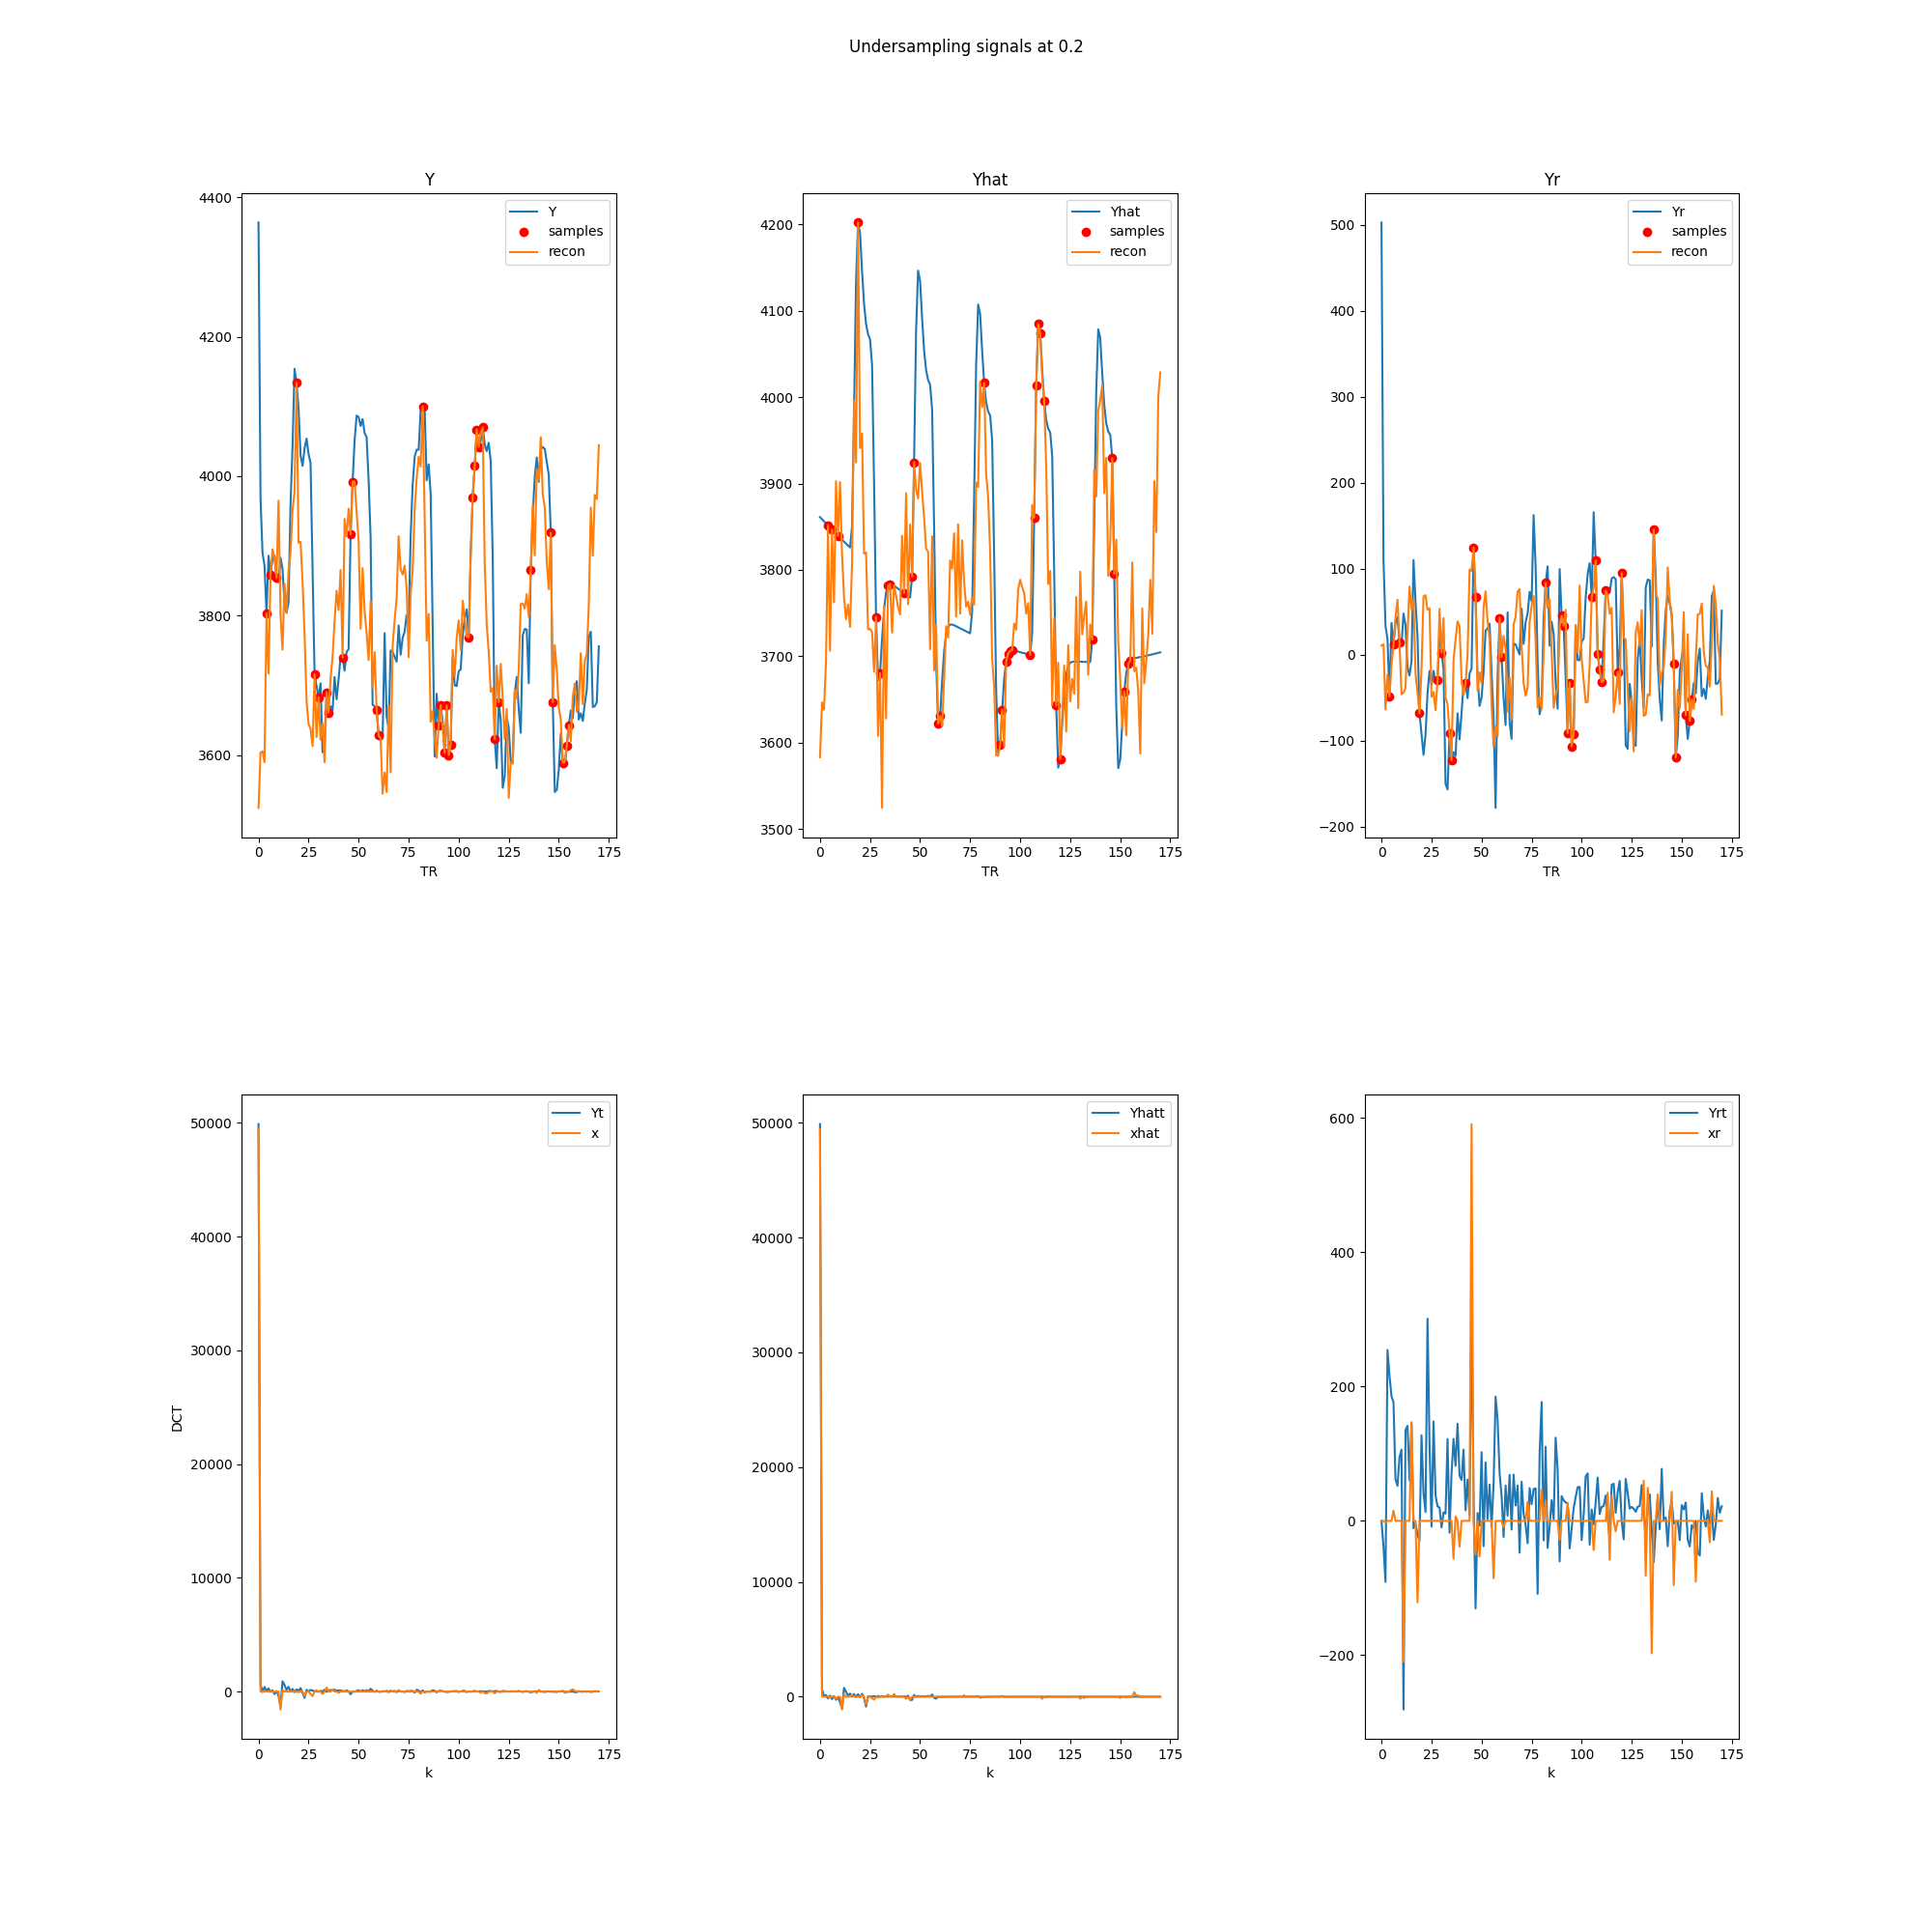 Undersampling signals at 0.2
Y
4400
4200
4000
3800
3600
0 25 50 75 100 125 150 175
TR
Y
samples
recon
Yhat
4200
4100
4000
3900
3800
3700
3600
3500
0 25 50 75 100 125 150 175
TR
Yhat
samples
recon
Yr
500
400
300
200
100
0
−100
−200
0 25 50 75 100 125 150 175
TR
Yr
samples
recon
DCT
50000
40000
30000
20000
10000
0
0 25 50 75 100 125 150 175
k
Yt
x
50000
40000
30000
20000
10000
0
0 25 50 75 100 125 150 175
k
Yhatt
xhat
600
400
200
0
−200
0 25 50 75 100 125 150 175
k
Yrt
xr